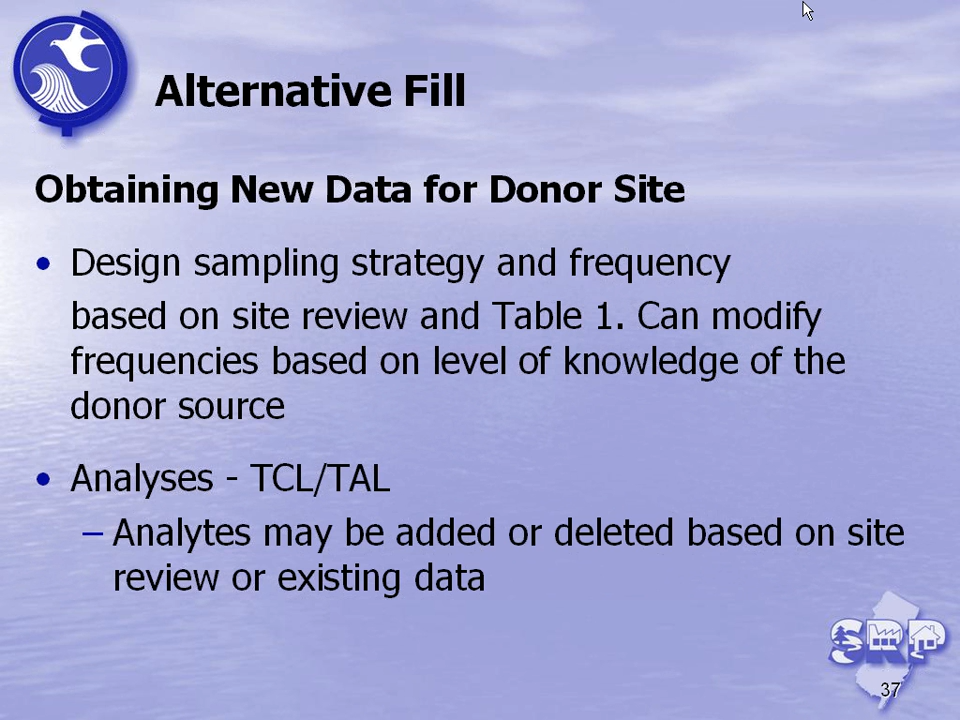 Alternative Fill
Obtaining New Data for Donor Site
• Design sampling strategy and frequency
based on site review and Table 1. Can modify
frequencies based on level of knowledge of the
donor source
• Analyses - TCL/TAL
– Analytes may be added or deleted based on site
review or existing data
SRP
37